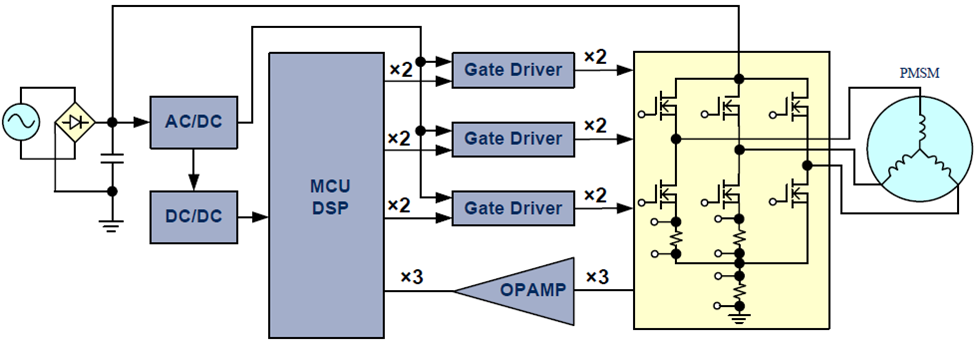 PMSM
×2
Gate Driver
×2
AC/DC
×2
Gate Driver
×2
MCU
DSP
DC/DC
×2
Gate Driver
×2
×3
OPAMP
×3